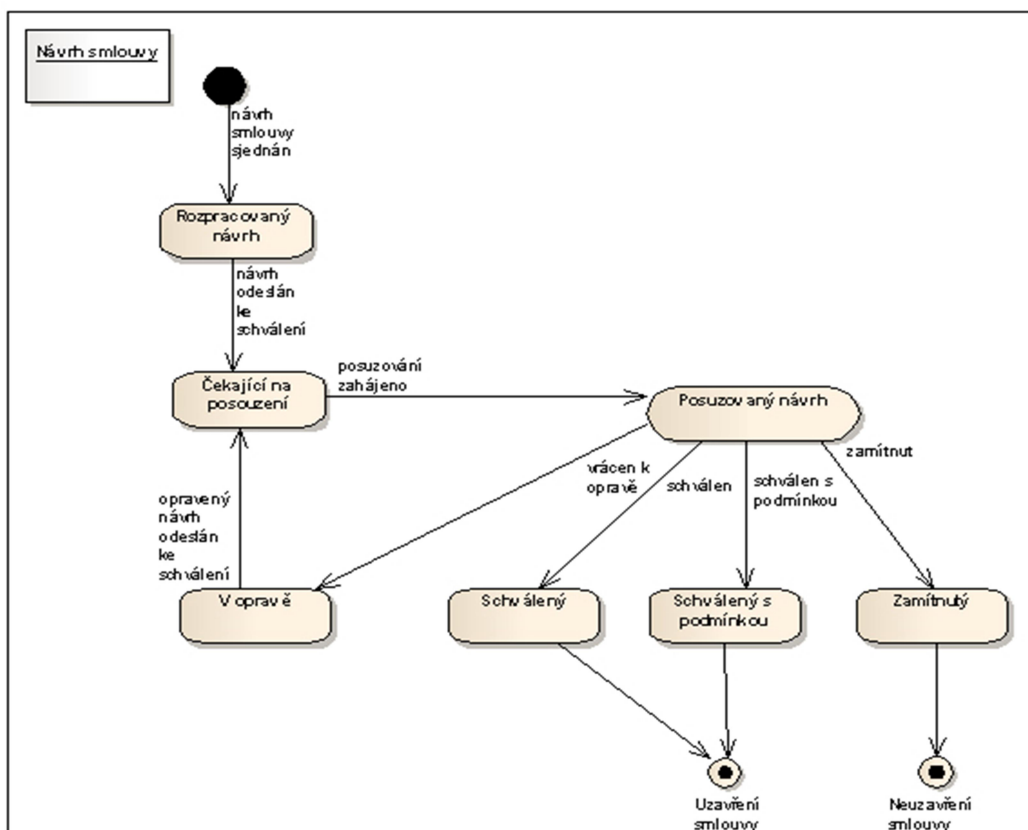 Návrh smlouvy
návrh
smlouvy
sjednán
Rozpracovaný
návrh
návrh
odeslán
ke
schválení
Čekající na
posouzení
posuzování
zahájeno
Posuzovaný návrh
vrácen k
opravě
schválen
schválen s
podmínkou
zamítnut
opravený
návrh
odeslán
ke
schválení
V opravě
Schválený
Schválený s
podmínkou
Zamítnutý
Uzavření
smlouvy
Neuzavření
smlouvy